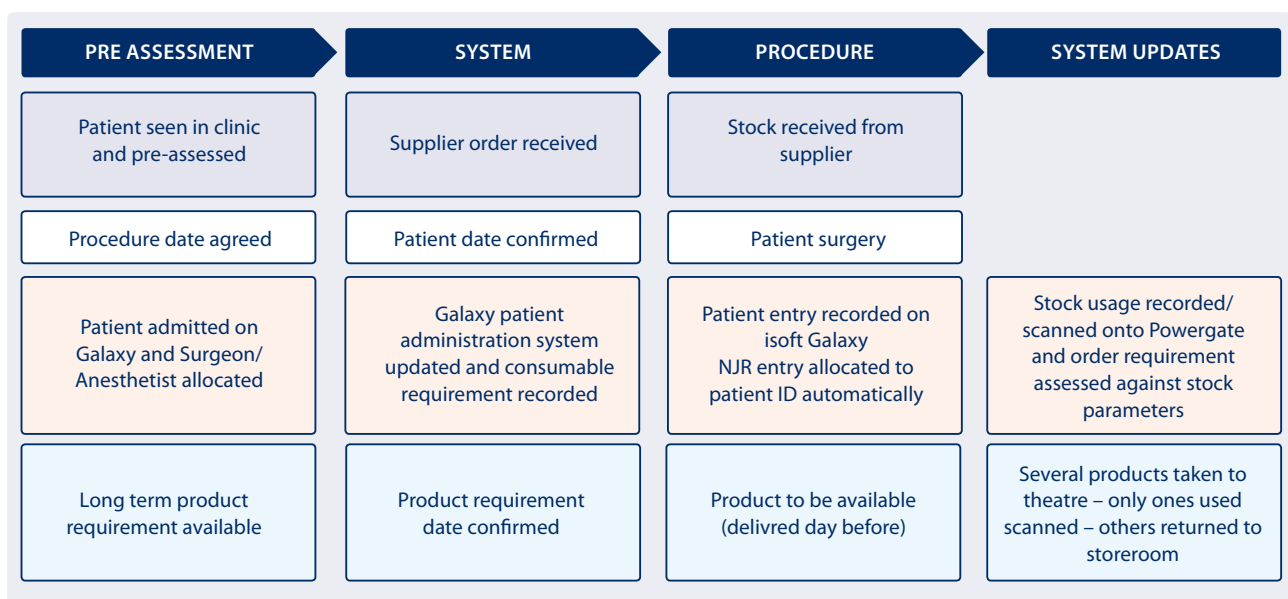 PRE ASSESSMENT
SYSTEM
PROCEDURE
SYSTEM UPDATES
Patient seen in clinic
and pre-assessed
Supplier order received
Stock received from
supplier
Procedure date agreed
Patient date confirmed
Patient surgery
Patient admitted on
Galaxy and Surgeon/
Anesthetist allocated
Galaxy patient
administration system
updated and consumable
requirement recorded
Patient entry recorded on
isoft Galaxy
NJR entry allocated to
patient ID automatically
Stock usage recorded/
scanned onto Powergate
and order requirement
assessed against stock
parameters
Long term product
requirement available
Product requirement
date confirmed
Product to be available
(delivred day before)
Several products taken to
theatre – only ones used
scanned – others returned to
storeroom